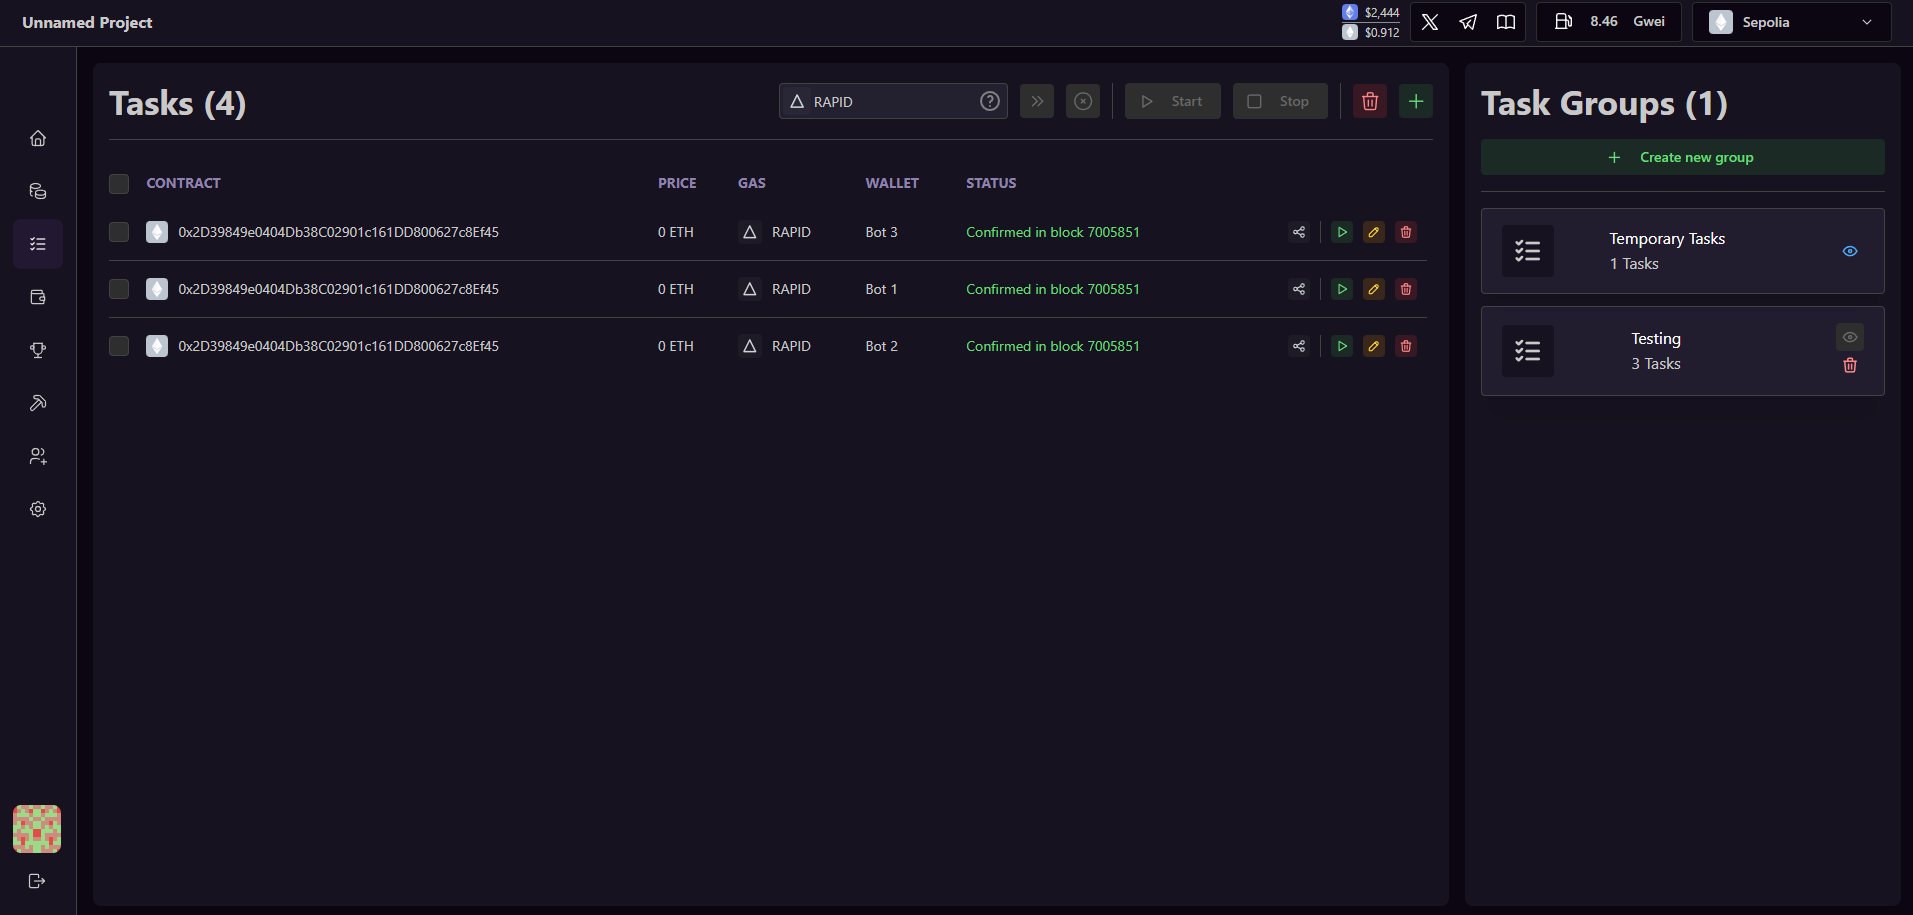 Unnamed Project
$2,444
$0.912
8.46 Gwei
Sepolia
Tasks (4)
RAPID
Start
Stop
CONTRACT PRICE GAS WALLET STATUS
0x2D39849e0404Db38C02901c161DD800627c8Ef45 0 ETH RAPID Bot 3 Confirmed in block 7005851
0x2D39849e0404Db38C02901c161DD800627c8Ef45 0 ETH RAPID Bot 1 Confirmed in block 7005851
0x2D39849e0404Db38C02901c161DD800627c8Ef45 0 ETH RAPID Bot 2 Confirmed in block 7005851
Task Groups (1)
Create new group
Temporary Tasks
1 Tasks
Testing
3 Tasks